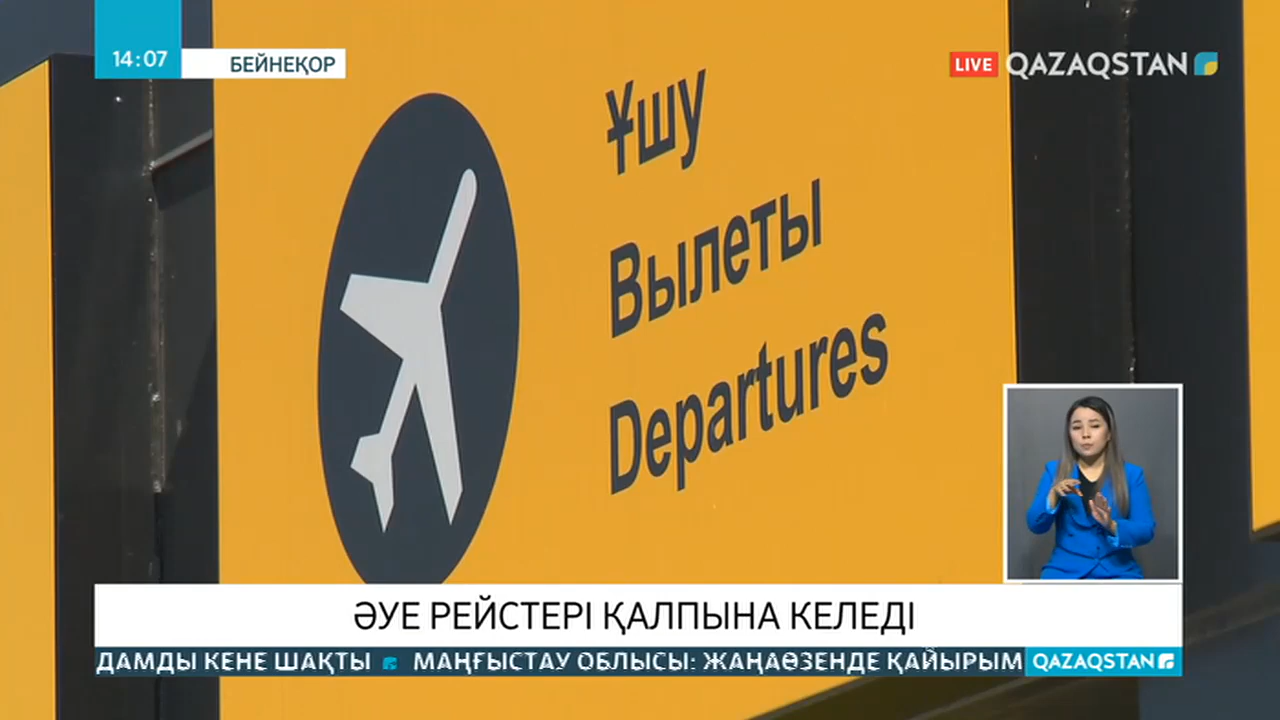 14:07
БЕЙНЕҚОР
LIVE QAZAQSTAN
Ұшу
Вылеты
Departures
ӘУЕ РЕЙСТЕРІ ҚАЛПЫНА КЕЛЕДІ
ДАМДЫ КЕНЕ ШАҚТЫ МАҢҒЫСТАУ ОБЛЫСЫ: ЖАҢАӨЗЕНДЕ ҚАЙЫРЫМ QAZAQSTAN